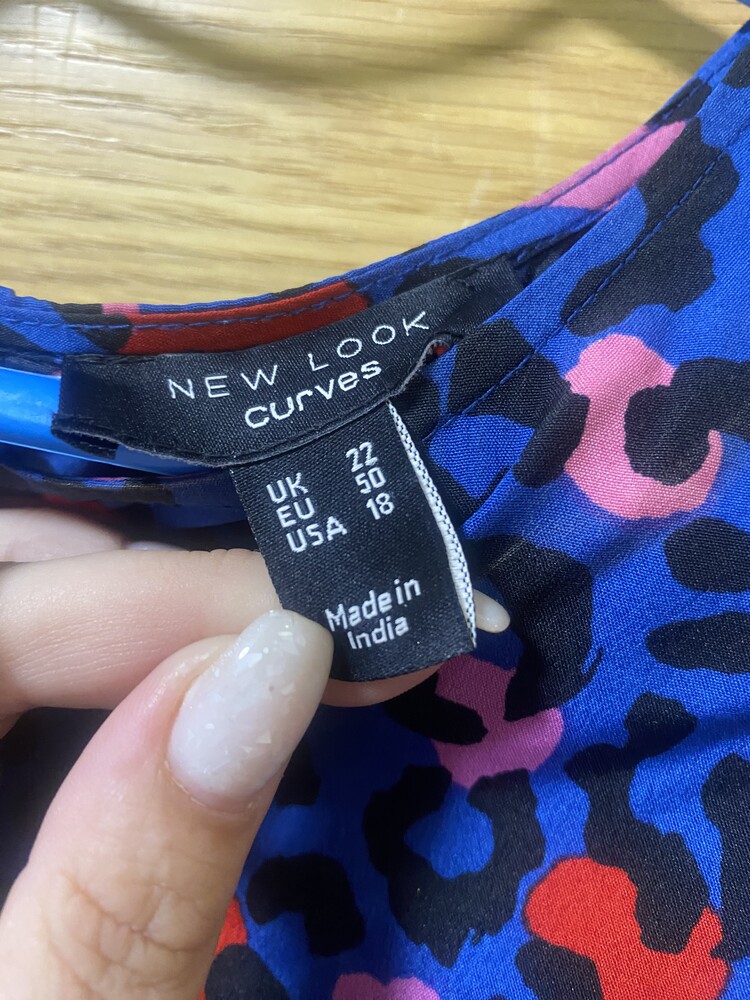 NEW LOOK
curves
UK 22
EU 50
USA 18
Made in
India